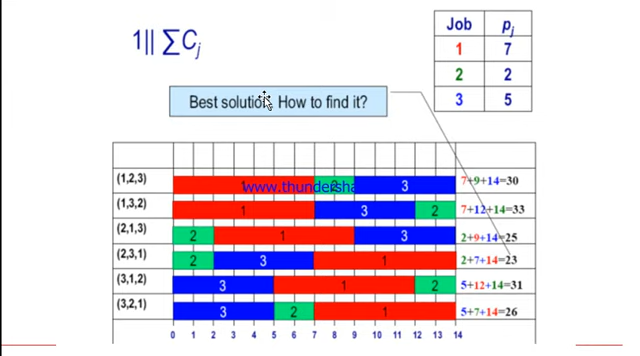 1|| ∑Cj
Job pj
1 7
2 2
3 5
Best solution. How to find it?
(1,2,3) 1 2 3 7+9+14=30
www.thundersha
(1,3,2) 1 3 2 7+12+14=33
(2,1,3) 2 1 3 2+9+14=25
(2,3,1) 2 3 1 2+7+14=23
(3,1,2) 3 1 2 5+12+14=31
(3,2,1) 3 2 1 5+7+14=26
0 1 2 3 4 5 6 7 8 9 10 11 12 13 14